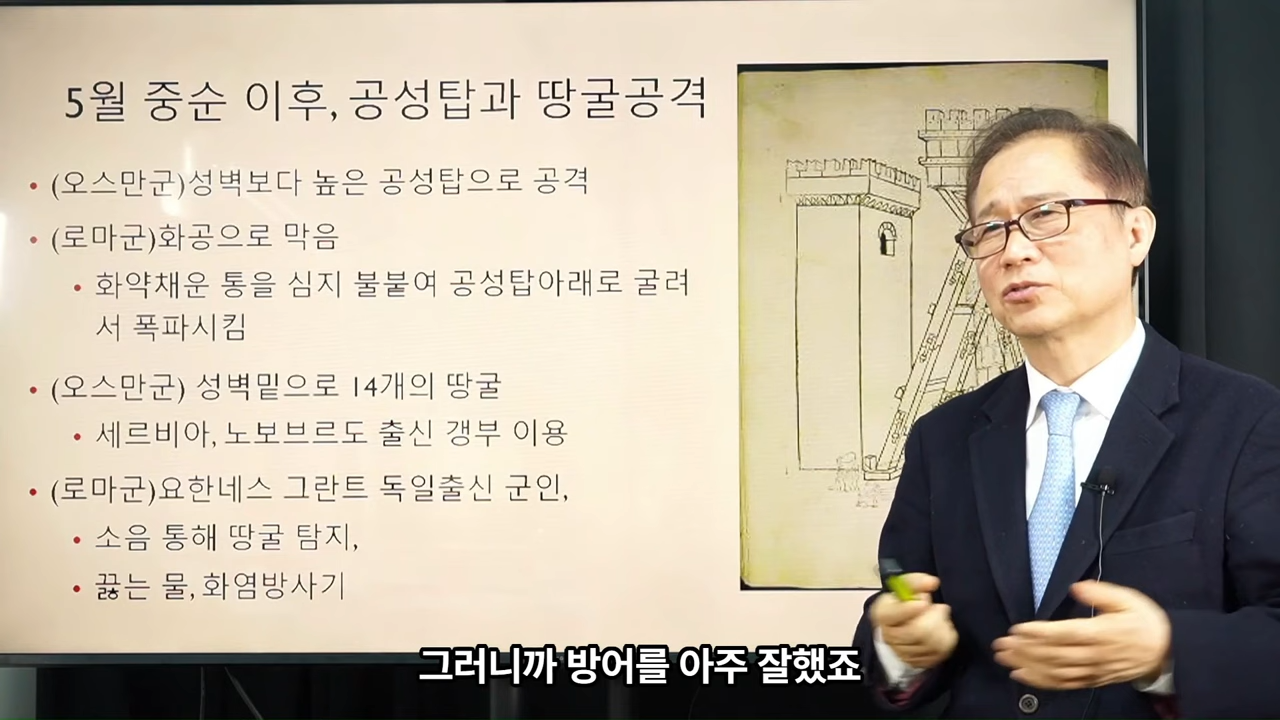 5월 중순 이후, 공성탑과 땅굴공격
• (오스만군)성벽보다 높은 공성탑으로 공격
• (로마군)화공으로 막음
• 화약채운 통을 심지 불붙여 공성탑아래로 굴려
서 폭파시킴
• (오스만군) 성벽밑으로 14개의 땅굴
• 세르비아, 노보브르도 출신 갱부 이용
• (로마군)요한네스 그란트 독일출신 군인,
• 소음 통해 땅굴 탐지,
• 끓는 물, 화염방사기
그러니까 방어를 아주 잘했죠